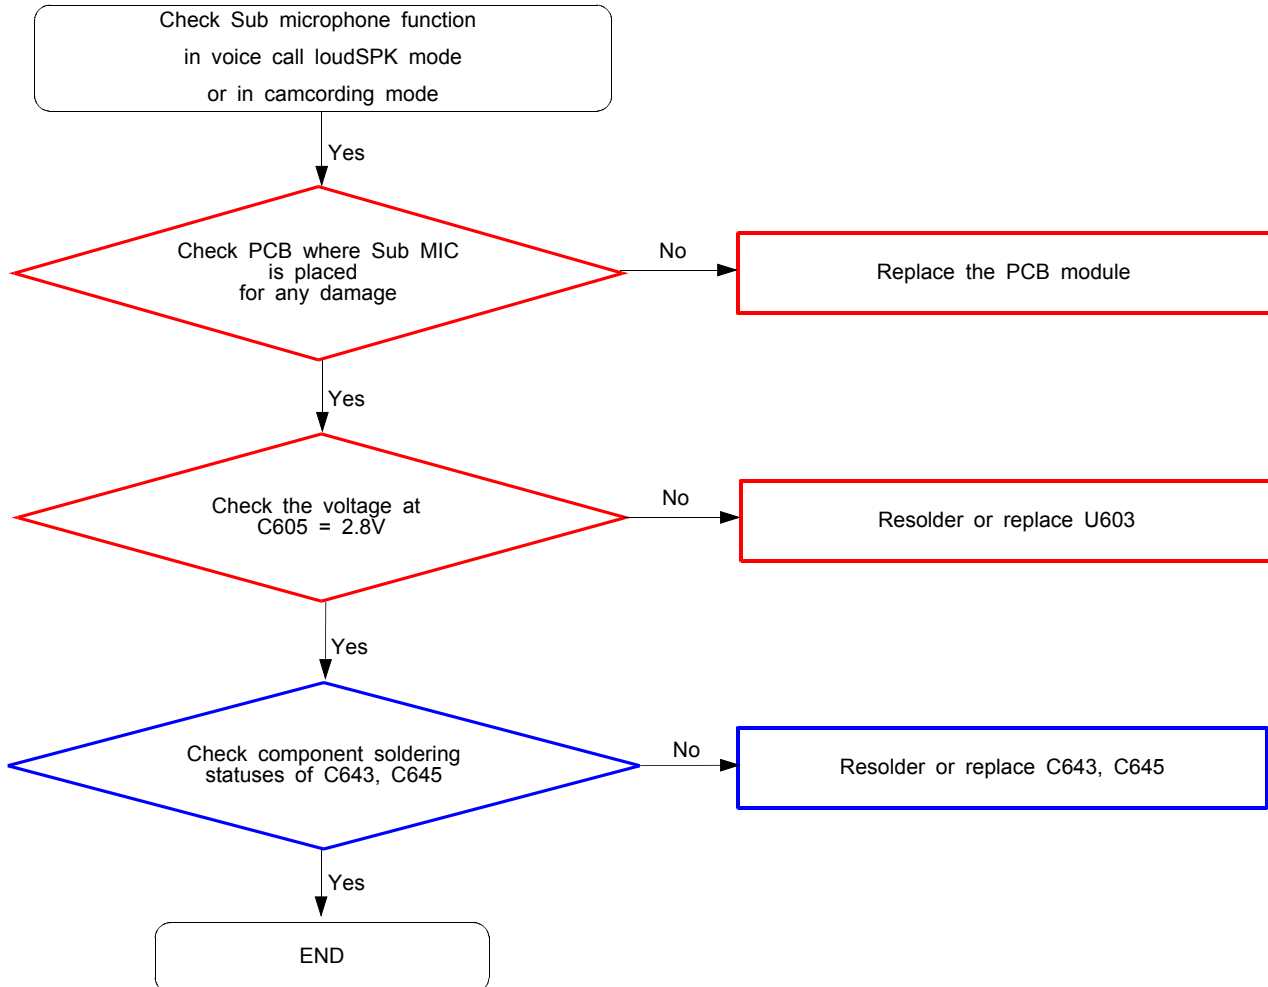 Check Sub microphone function
in voice call loudSPK mode
or in camcording mode
Yes
Check PCB where Sub MIC
is placed
for any damage
No
Replace the PCB module
Yes
Check the voltage at
C605 = 2.8V
No
Resolder or replace U603
Yes
Check component soldering
statuses of C643, C645
No
Resolder or replace C643, C645
Yes
END